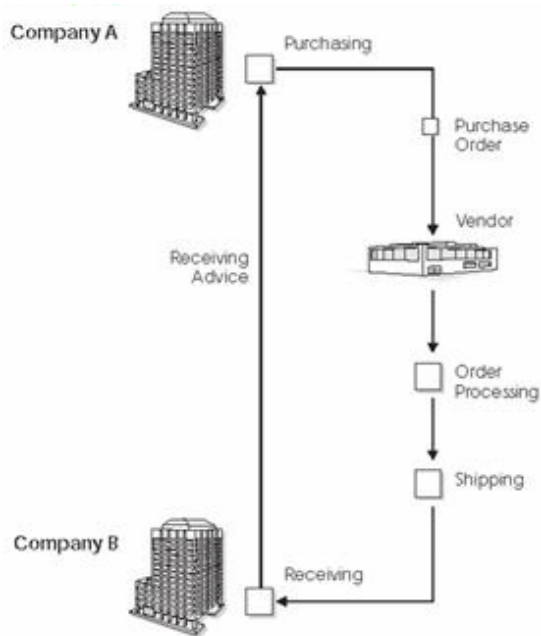 Company A
Purchasing
Purchase
Order
Vendor
Receiving
Advice
Order
Processing
Shipping
Company B
Receiving